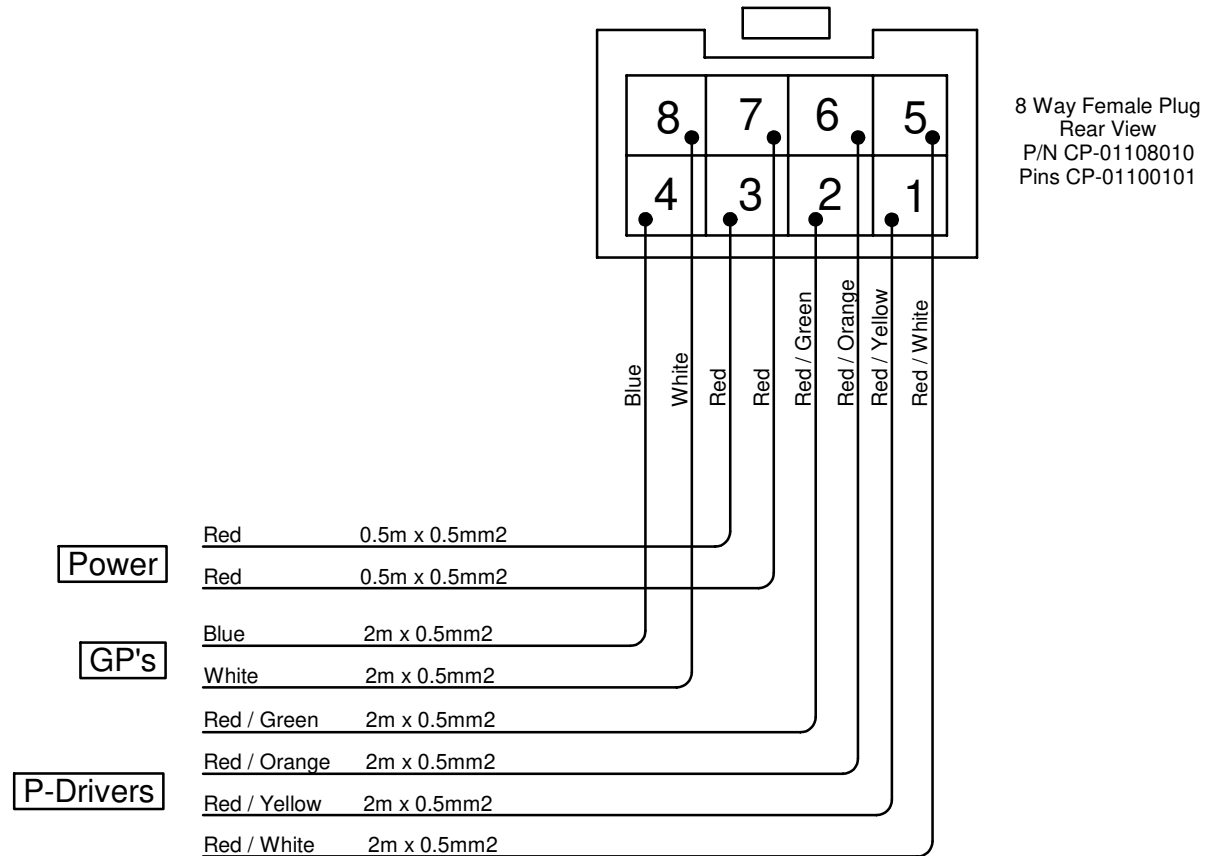 8 7 6 5
4 3 2 1
8 Way Female Plug
Rear View
P/N CP-01108010
Pins CP-01100101
Blue
White
Red
Red
Red / Green
Red / Orange
Red / Yellow
Red / White
Power
Red 0.5m x 0.5mm2
Red 0.5m x 0.5mm2
GP's
Blue 2m x 0.5mm2
White 2m x 0.5mm2
P-Drivers
Red / Green 2m x 0.5mm2
Red / Orange 2m x 0.5mm2
Red / Yellow 2m x 0.5mm2
Red / White 2m x 0.5mm2